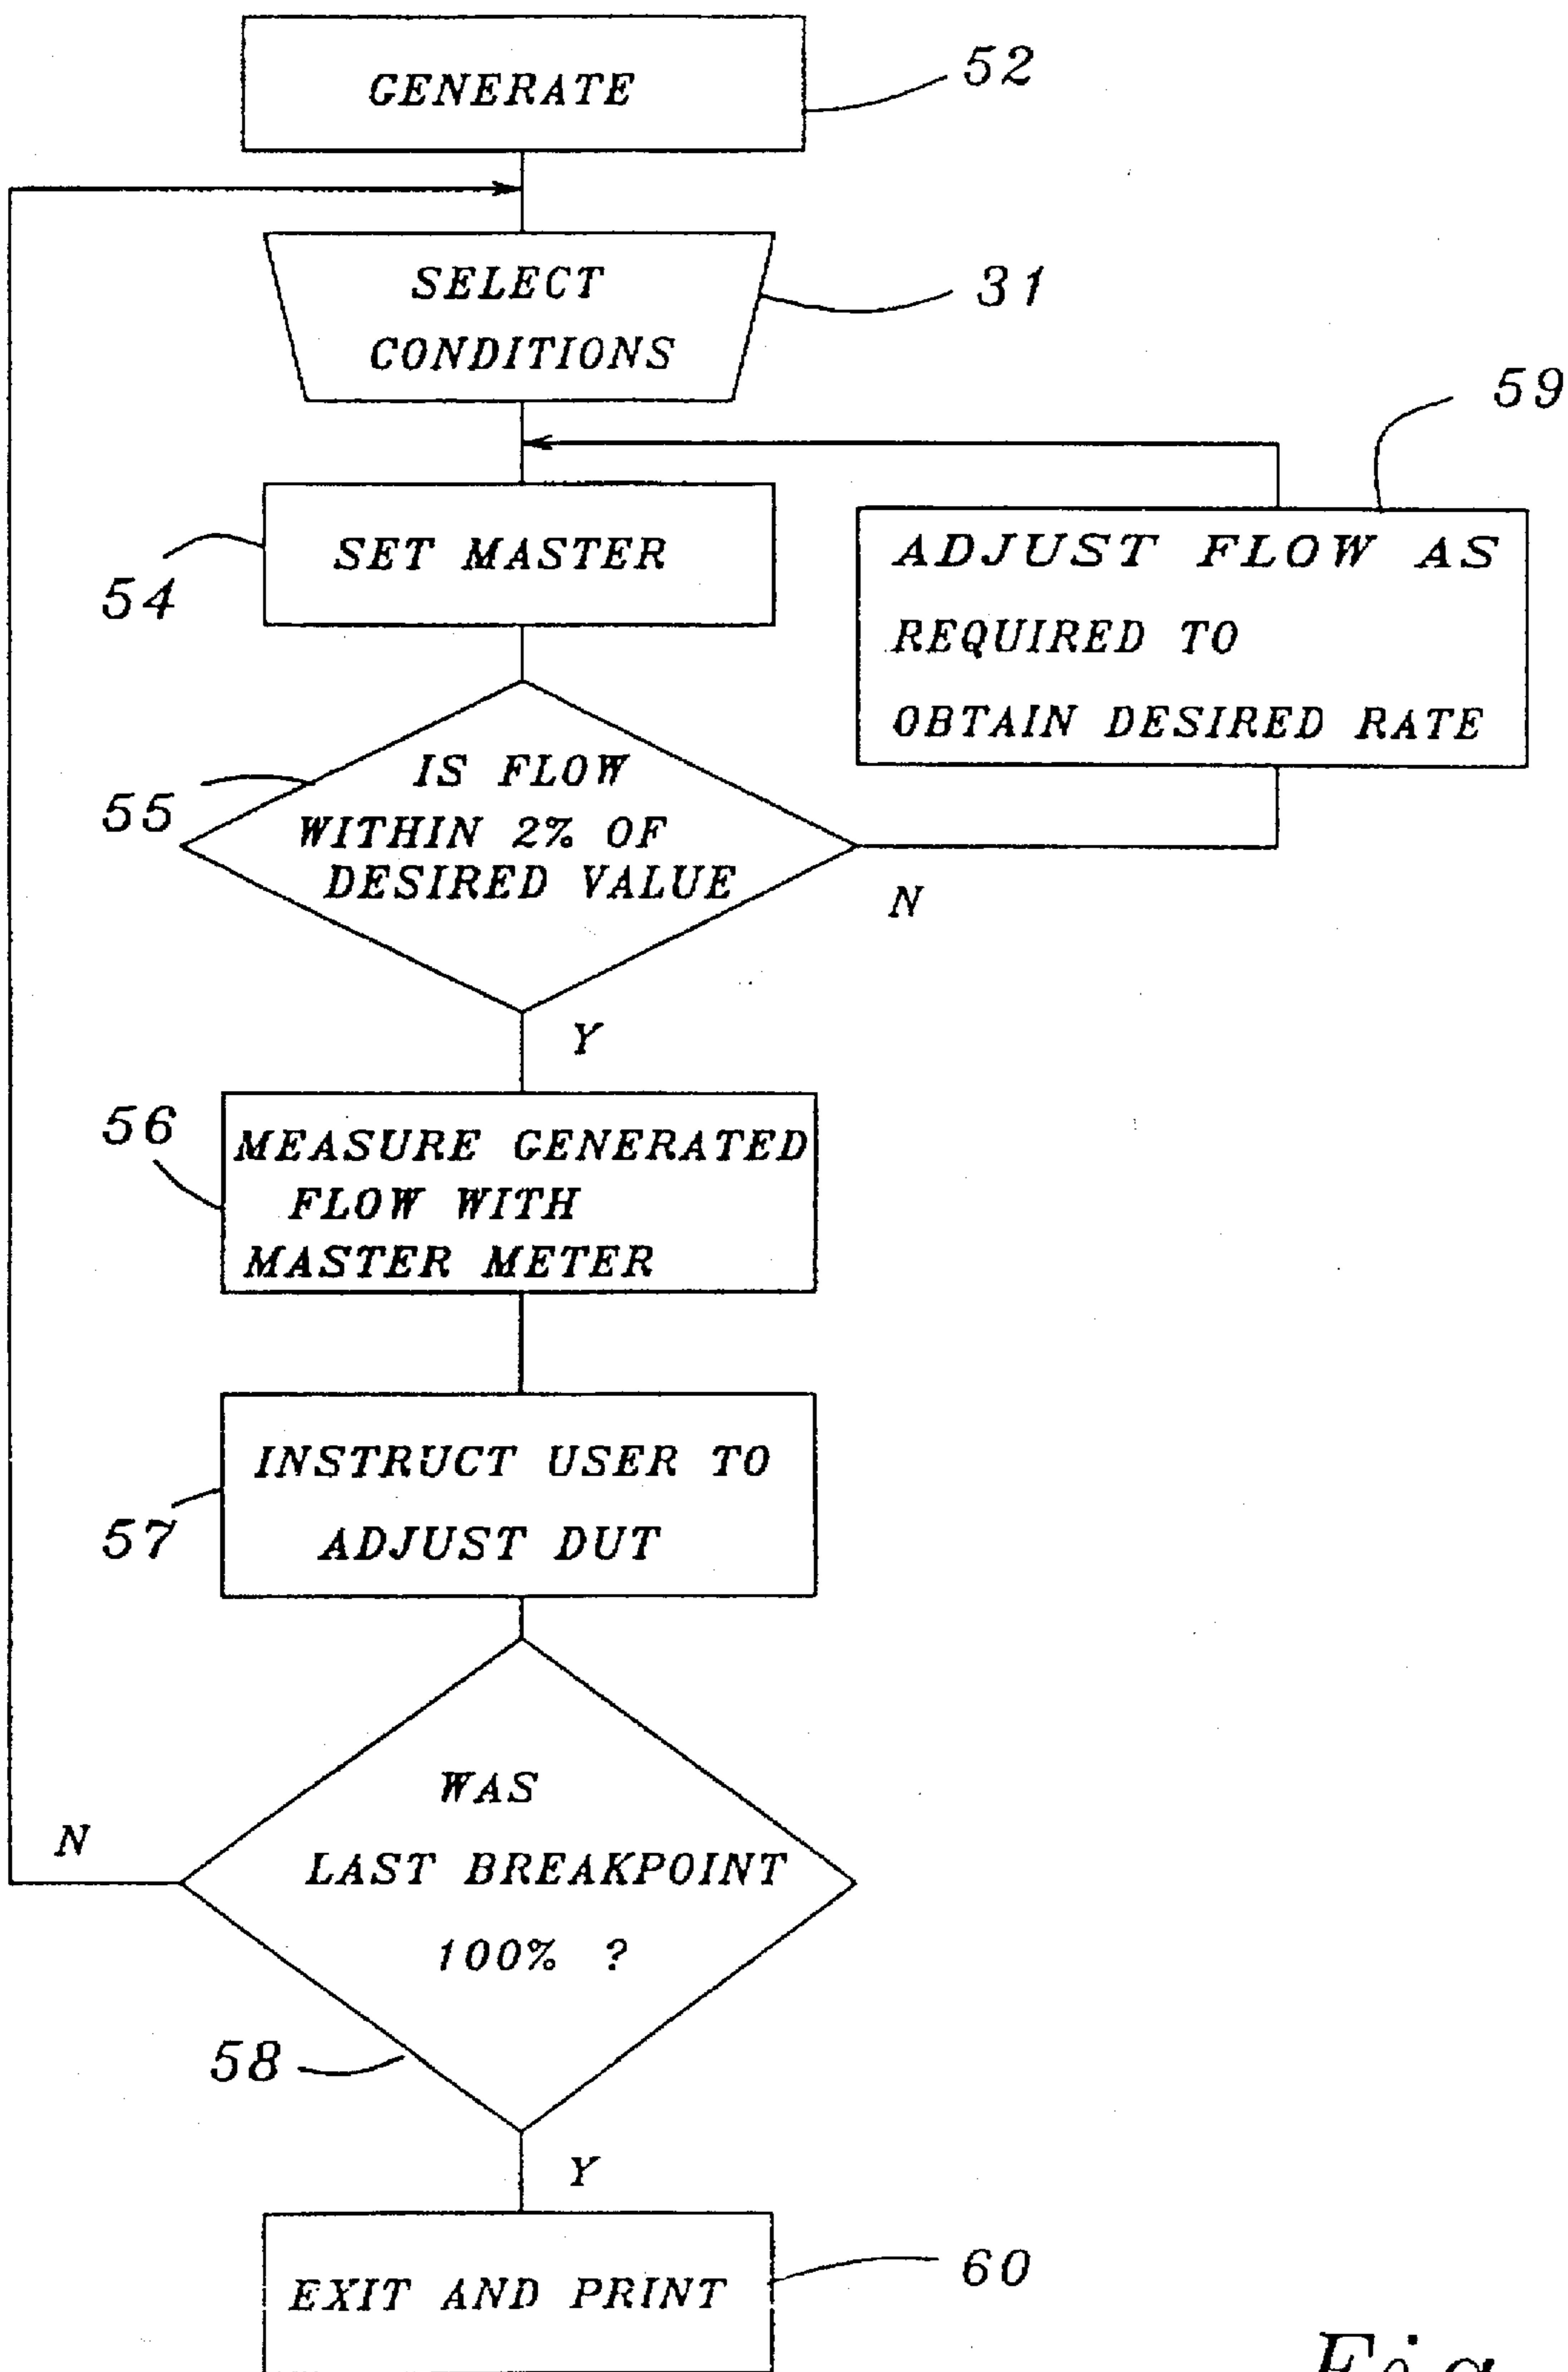 GENERATE
52
SELECT
CONDITIONS
31
59
SET MASTER
54
ADJUST FLOW AS
REQUIRED TO
OBTAIN DESIRED RATE
IS FLOW
WITHIN 2% OF
DESIRED VALUE
55
N
Y
56
MEASURE GENERATED
FLOW WITH
MASTER METER
INSTRUCT USER TO
ADJUST DUT
57
WAS
LAST BREAKPOINT
100% ?
N
58
Y
EXIT AND PRINT
60
Fig